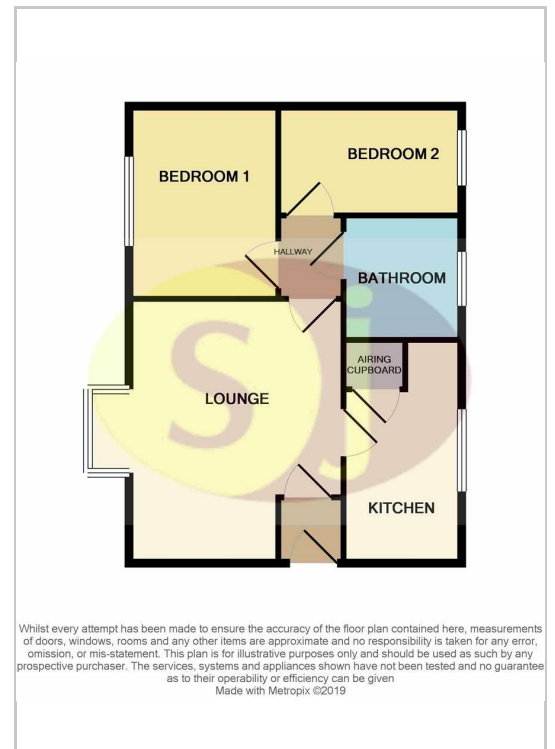 BEDROOM 1
BEDROOM 2
HALLWAY
BATHROOM
AIRING
CUPBOARD
LOUNGE
Sj
KITCHEN
Whilst every attempt has been made to ensure the accuracy of the floor plan contained here, measurements
of doors, windows, rooms and any other items are approximate and no responsibility is taken for any error,
omission, or mis-statement. This plan is for illustrative purposes only and should be used as such by any
prospective purchaser. The services, systems and appliances shown have not been tested and no guarantee
as to their operability or efficiency can be given
Made with Metropix ©2019